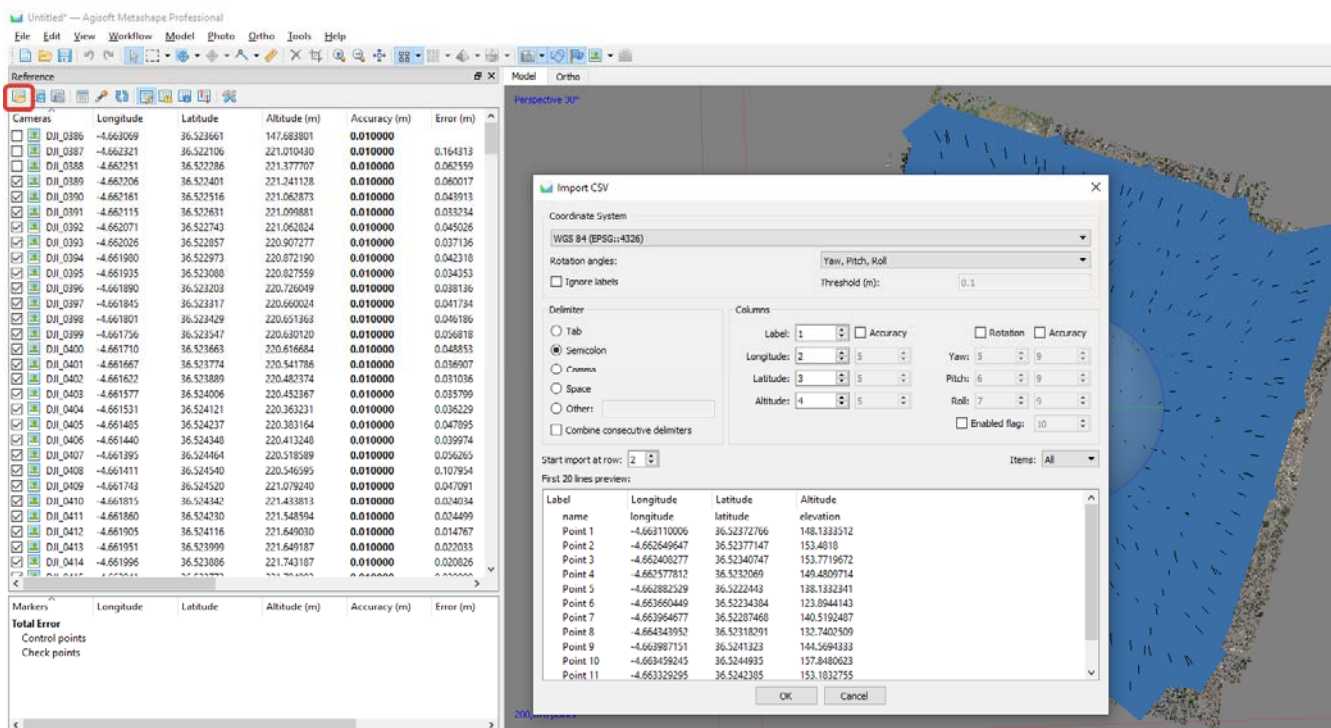 Untitled* — Agisoft Metashape Professional
File Edit View Workflow Model Photo Ortho Tools Help
Reference
Model Ortho
Perspective 30°
Cameras Longitude Latitude Altitude (m) Accuracy (m) Error (m)
DJI_0386 -4.663069 36.523661 147.683801 0.010000
DJI_0387 -4.662321 36.522106 221.010430 0.010000 0.164313
DJI_0388 -4.662251 36.522286 221.377707 0.010000 0.062559
DJI_0389 -4.662206 36.522401 221.241128 0.010000 0.060017
DJI_0390 -4.662161 36.522516 221.062873 0.010000 0.043913
DJI_0391 -4.662115 36.522631 221.099881 0.010000 0.033234
DJI_0392 -4.662071 36.522743 221.062824 0.010000 0.045026
DJI_0393 -4.662026 36.522857 220.907277 0.010000 0.037136
DJI_0394 -4.661980 36.522973 220.872190 0.010000 0.042318
DJI_0395 -4.661935 36.523088 220.827559 0.010000 0.034353
DJI_0396 -4.661890 36.523203 220.726049 0.010000 0.038136
DJI_0397 -4.661845 36.523317 220.660024 0.010000 0.041734
DJI_0398 -4.661801 36.523429 220.651363 0.010000 0.046186
DJI_0399 -4.661756 36.523547 220.630120 0.010000 0.056818
DJI_0400 -4.661710 36.523663 220.616684 0.010000 0.048853
DJI_0401 -4.661667 36.523774 220.541786 0.010000 0.036907
DJI_0402 -4.661622 36.523889 220.482374 0.010000 0.031036
DJI_0403 -4.661577 36.524006 220.452367 0.010000 0.035799
DJI_0404 -4.661531 36.524121 220.363231 0.010000 0.036229
DJI_0405 -4.661485 36.524237 220.383164 0.010000 0.047895
DJI_0406 -4.661440 36.524348 220.413248 0.010000 0.039974
DJI_0407 -4.661395 36.524464 220.518589 0.010000 0.056265
DJI_0408 -4.661411 36.524540 220.546595 0.010000 0.107954
DJI_0409 -4.661743 36.524520 221.079240 0.010000 0.047091
DJI_0410 -4.661815 36.524342 221.433813 0.010000 0.024034
DJI_0411 -4.661860 36.524230 221.548594 0.010000 0.024499
DJI_0412 -4.661905 36.524116 221.649030 0.010000 0.014767
DJI_0413 -4.661951 36.523999 221.649187 0.010000 0.022033
DJI_0414 -4.661996 36.523886 221.743187 0.010000 0.020826
Markers Longitude Latitude Altitude (m) Accuracy (m) Error (m)
Total Error
Control points
Check points
Import CSV
Coordinate System
WGS 84 (EPSG::4326)
Rotation angles: Yaw, Pitch, Roll
Ignore labels Threshold (m): 0.1
Delimiter Columns
Tab Label: 1 Accuracy Rotation Accuracy
Semicolon Longitude: 2 5 Yaw: 5 9
Comma
Space Latitude: 3 5 Pitch: 6 9
Other: Altitude: 4 5 Roll: 7 9
Combine consecutive delimiters Enabled flag: 10
Start import at row: 2 Items: All
First 20 lines preview:
Label Longitude Latitude Altitude
name longitude latitude elevation
Point 1 -4.663110006 36.52372766 148.1333512
Point 2 -4.662649647 36.52377147 153.4818
Point 3 -4.662408277 36.52340747 153.7719672
Point 4 -4.662577812 36.5232069 149.4809714
Point 5 -4.662882529 36.5222443 138.1332341
Point 6 -4.663660449 36.52234384 123.8944143
Point 7 -4.663964677 36.52287468 140.5192487
Point 8 -4.664343952 36.52318291 132.7402509
Point 9 -4.663987151 36.5241323 144.5694333
Point 10 -4.663459245 36.5244935 157.8480623
Point 11 -4.663329295 36.5242385 153.1832755
OK Cancel